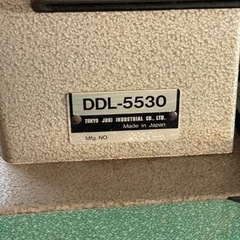 DDL-5530
TOKYO JUKI INDUSTRIAL CO., LTD.
Made in Japan
Mfg. NO.